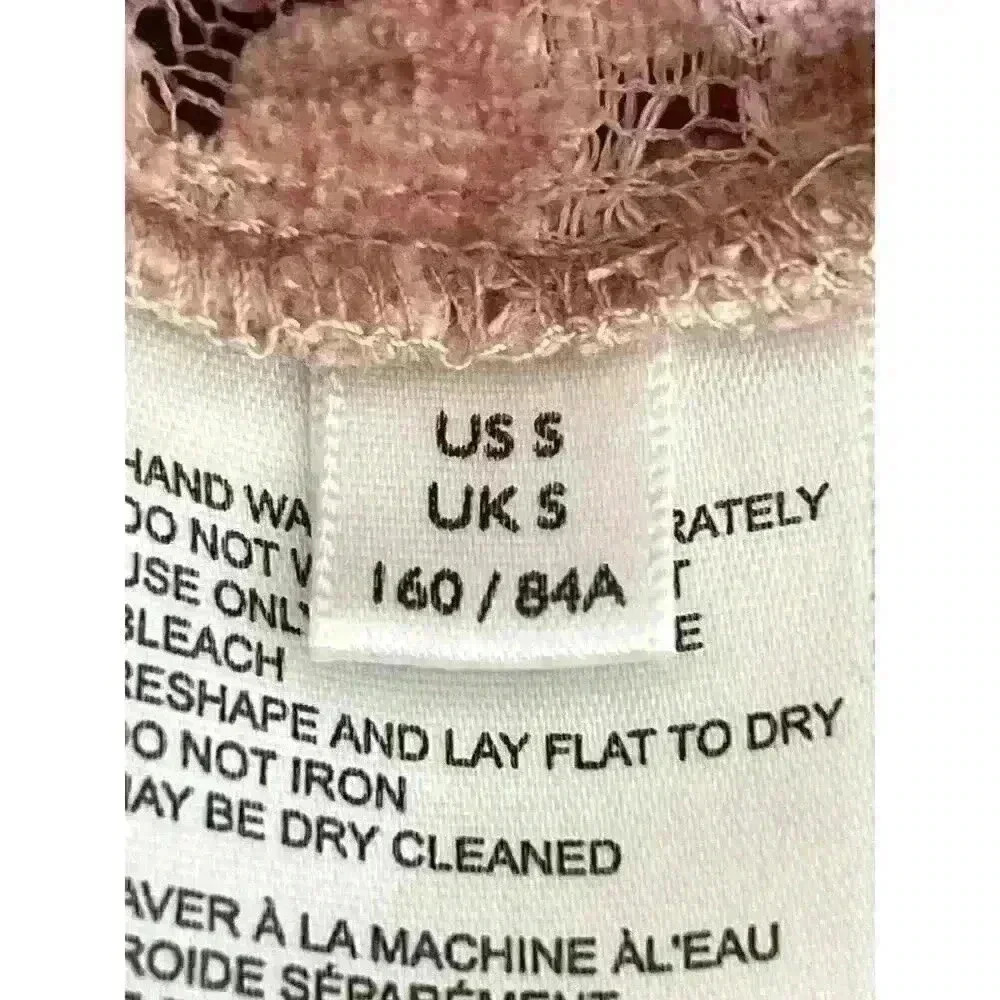 US S
UK S
160 / 84A
HAND WA RATELY
DO NOT W T
USE ONLY E
BLEACH
RESHAPE AND LAY FLAT TO DRY
DO NOT IRON
MAY BE DRY CLEANED
LAVER À LA MACHINE ÀL'EAU
FROIDE SÉPARÉMENT